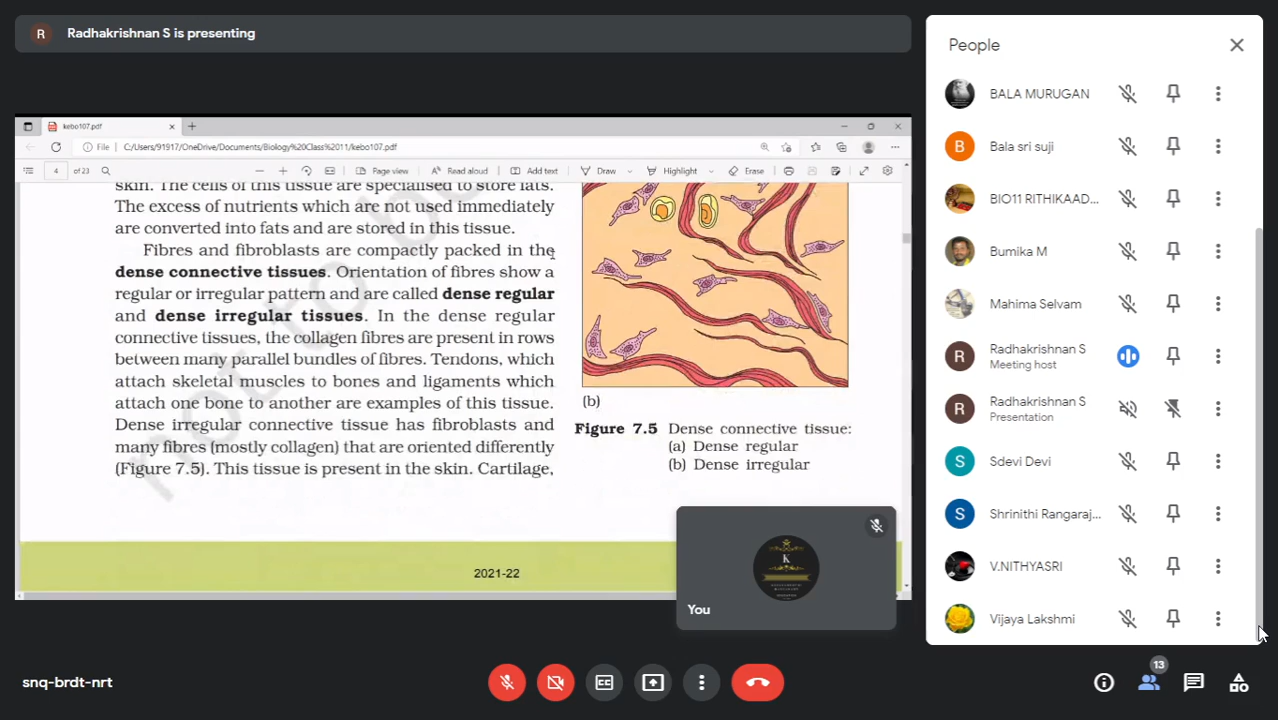 R Radhakrishnan S is presenting
kebo107.pdf
File C:/Users/91917/OneDrive/Documents/Biology%20Class%2011/kebo107.pdf
4 of 23 Page view Read aloud Add text Draw Highlight Erase
skin. The cells of this tissue are specialised to store fats.
The excess of nutrients which are not used immediately
are converted into fats and are stored in this tissue.
Fibres and fibroblasts are compactly packed in the
dense connective tissues. Orientation of fibres show a
regular or irregular pattern and are called dense regular
and dense irregular tissues. In the dense regular
connective tissues, the collagen fibres are present in rows
between many parallel bundles of fibres. Tendons, which
attach skeletal muscles to bones and ligaments which
attach one bone to another are examples of this tissue.
Dense irregular connective tissue has fibroblasts and
many fibres (mostly collagen) that are oriented differently
(Figure 7.5). This tissue is present in the skin. Cartilage,
not to b
(b)
Figure 7.5 Dense connective tissue:
(a) Dense regular
(b) Dense irregular
2021-22
K
You
People
BALA MURUGAN
B Bala sri suji
BIO11 RITHIKAAD...
Bumika M
Mahima Selvam
R Radhakrishnan S
Meeting host
R Radhakrishnan S
Presentation
S Sdevi Devi
S Shrinithi Rangaraj...
V.NITHYASRI
Vijaya Lakshmi
snq-brdt-nrt
CC
13